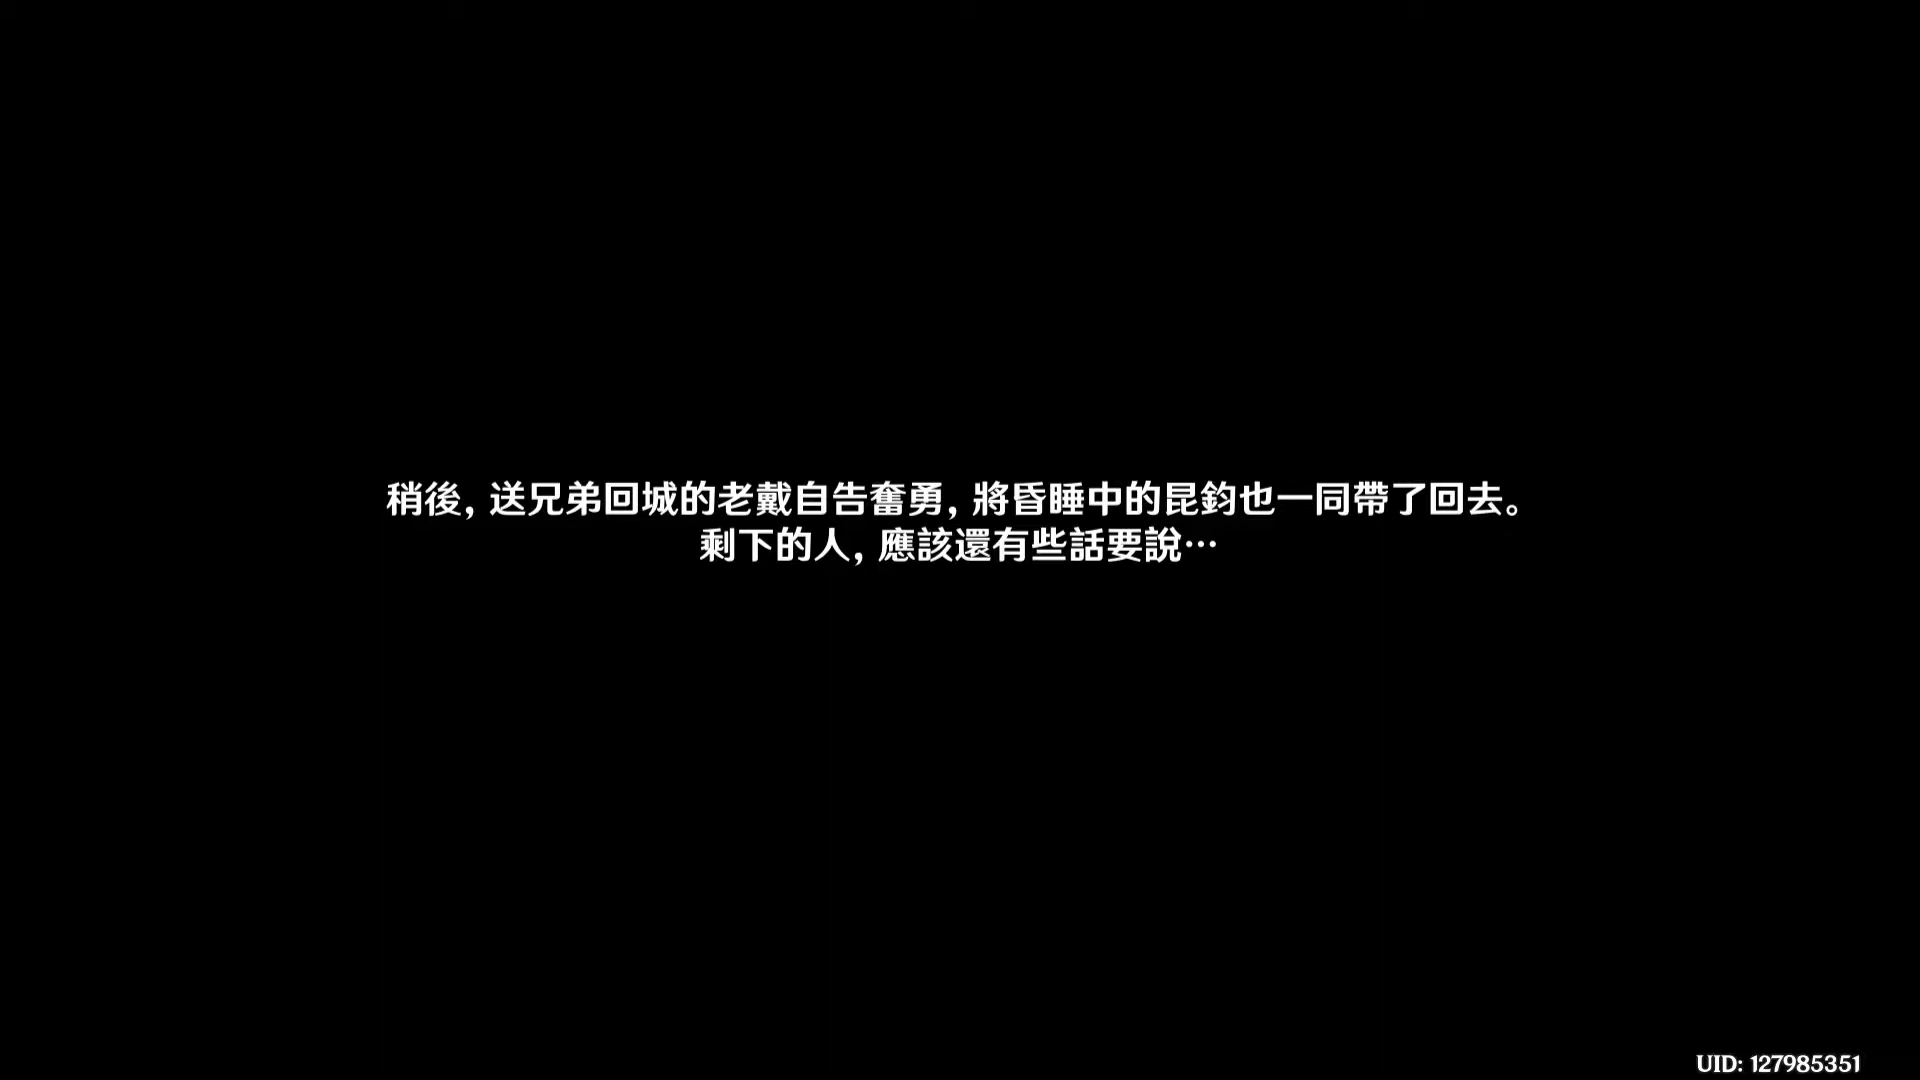 稍後，送兄弟回城的老戴自告奮勇，將昏睡中的昆鈞也一同帶了回去。
剩下的人，應該還有些話要說…
UID: 127985351